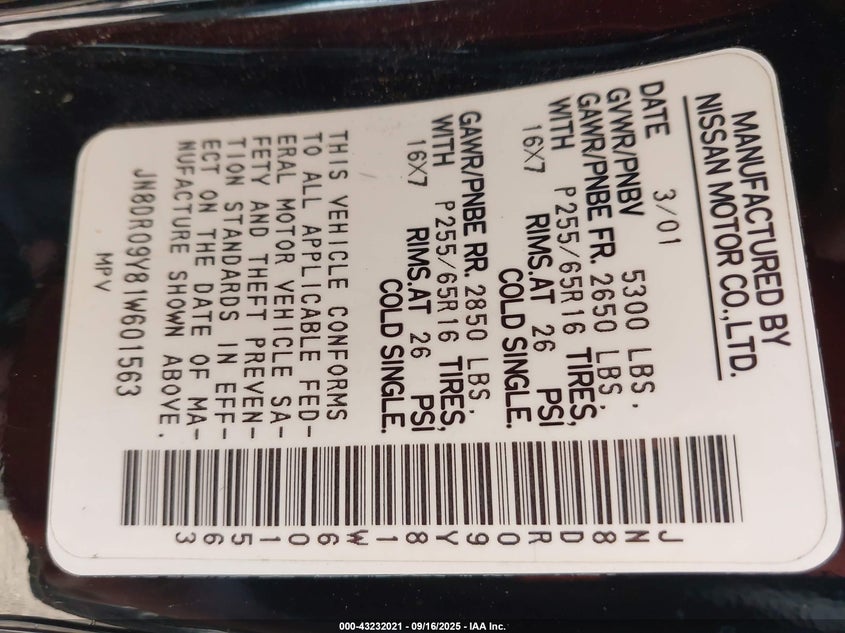 MANUFACTURED BY
NISSAN MOTOR CO.,LTD.
DATE 3/01
GVWR/PNBV 5300 LBS.
GAWR/PNBE FR. 2650 LBS.
WITH P255/65R16 TIRES,
16X7 RIMS.AT 26 PSI
COLD SINGLE.
GAWR/PNBE RR. 2850 LBS.
WITH P255/65R16 TIRES,
16X7 RIMS.AT 26 PSI
COLD SINGLE.
THIS VEHICLE CONFORMS
TO ALL APPLICABLE FED-
ERAL MOTOR VEHICLE SA-
FETY AND THEFT PREVEN-
TION STANDARDS IN EFF-
ECT ON THE DATE OF MA-
NUFACTURE SHOWN ABOVE.
JN8DR09Y81W601563
MPV
JN8DR09Y81W601563
000-43232021 - 09/16/2025 - IAA Inc.